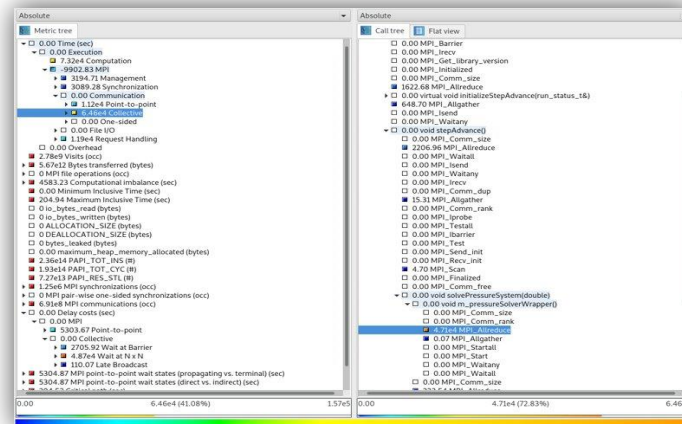 Absolute
Metric tree
0.00 Time (sec)
0.00 Execution
7.32e4 Computation
-9902.83 MPI
3194.71 Management
3089.28 Synchronization
0.00 Communication
1.12e4 Point-to-point
6.46e4 Collective
0.00 One-sided
0.00 File I/O
1.19e4 Request Handling
0.00 Overhead
2.78e9 Visits (occ)
5.67e12 Bytes transferred (bytes)
0 MPI file operations (occ)
4583.23 Computational imbalance (sec)
0.00 Minimum Inclusive Time (sec)
204.94 Maximum Inclusive Time (sec)
0 io_bytes_read (bytes)
0 io_bytes_written (bytes)
0 ALLOCATION_SIZE (bytes)
0 DEALLOCATION_SIZE (bytes)
0 bytes_leaked (bytes)
0.00 maximum_heap_memory_allocated (bytes)
2.36e14 PAPI_TOT_INS (#)
1.93e14 PAPI_TOT_CYC (#)
7.27e13 PAPI_RES_STL (#)
1.25e6 MPI synchronizations (occ)
0 MPI pair-wise one-sided synchronizations (occ)
6.91e8 MPI communications (occ)
0.00 Delay costs (sec)
0.00 MPI
5303.67 Point-to-point
0.00 Collective
2705.92 Wait at Barrier
4.87e4 Wait at N x N
110.07 Late Broadcast
5304.87 MPI point-to-point wait states (propagating vs. terminal) (sec)
5304.87 MPI point-to-point wait states (direct vs. indirect) (sec)
0.00 6.46e4 (41.08%) 1.57e5
Absolute
Call tree Flat view
0.00 MPI_Barrier
0.00 MPI_Irecv
0.00 MPI_Get_library_version
0.00 MPI_Initialized
0.00 MPI_Comm_size
1622.68 MPI_Allreduce
0.00 virtual void initializeStepAdvance(run_status_t&)
648.70 MPI_Allgather
0.00 MPI_Isend
0.00 MPI_Waitany
0.00 void stepAdvance()
0.00 MPI_Comm_size
2206.96 MPI_Allreduce
0.00 MPI_Waitall
0.00 MPI_Isend
0.00 MPI_Waitany
0.00 MPI_Irecv
0.00 MPI_Comm_dup
15.31 MPI_Allgather
0.00 MPI_Comm_rank
0.00 MPI_Iprobe
0.00 MPI_Testall
0.00 MPI_Ibarrier
0.00 MPI_Test
0.00 MPI_Send_init
0.00 MPI_Recv_init
4.70 MPI_Scan
0.00 MPI_Finalized
0.00 MPI_Comm_free
0.00 void solvePressureSystem(double)
0.00 void m_pressureSolverWrapper()
0.00 MPI_Comm_size
0.00 MPI_Comm_rank
4.71e4 MPI_Allreduce
0.07 MPI_Allgather
0.00 MPI_Startall
0.00 MPI_Start
0.00 MPI_Waitany
0.00 MPI_Waitall
0.00 MPI_Comm_size
0.00 4.71e4 (72.83%) 6.46